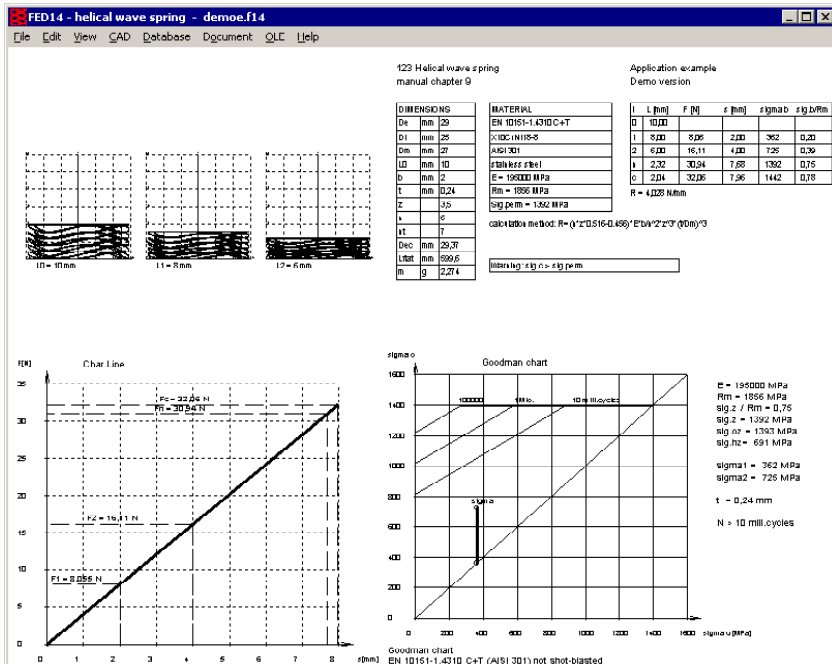 FED14 - helical wave spring - demoe.f14
File Edit View CAD Database Document OLE Help
123 Helical wave spring
manual chapter 9
Application example
Demo version
DIMENSIONS
De mm 29
Di mm 25
Dm mm 27
L0 mm 10
b mm 2
t mm 0,24
z 3,5
n 6
nt 7
Dec mm 29,37
Lflat mm 599,6
m g 2,274
MATERIAL
EN 10151-1.4310 C+T
X10CrNi18-8
AISI 301
stainless steel
E = 195000 MPa
Rm = 1856 MPa
Sig.perm = 1392 MPa
i L [mm] F [N] s [mm] sigma b sig.b/Rm
0 10,00
1 8,00 8,06 2,00 362 0,20
2 6,00 16,11 4,00 725 0,39
n 2,32 30,94 7,68 1392 0,75
c 2,04 32,06 7,96 1442 0,78
R = 4,028 N/mm
calculation method: R= (n*z^0.516-0.456)* E*b/n^2*z^3* (t/Dm)^3
Warning: sig.c > sig.perm
L0 = 10 mm
L1 = 8 mm
L2 = 6 mm
F[N]
Char Line
35
30
25
20
15
10
5
0
Fc = 32,06 N
Fn = 30,94 N
F2 = 16,11 N
F1 = 8,055 N
0 1 2 3 4 5 6 7 8 s[mm]
sigma o
Goodman chart
1600
1400
1200
1000
800
600
400
200
0
100000
1 Mio.
10 mill.cycles
sigma
200 400 600 800 1000 1200 1400 1600 sigma u [MPa]
E = 195000 MPa
Rm = 1856 MPa
sig.z / Rm = 0,75
sig.z = 1392 MPa
sig.oz = 1393 MPa
sig.hz = 691 MPa
sigma1 = 362 MPa
sigma2 = 725 MPa
t = 0,24 mm
N > 10 mill.cycles
Goodman chart
EN 10151-1.4310 C+T (AISI 301) not shot-blasted